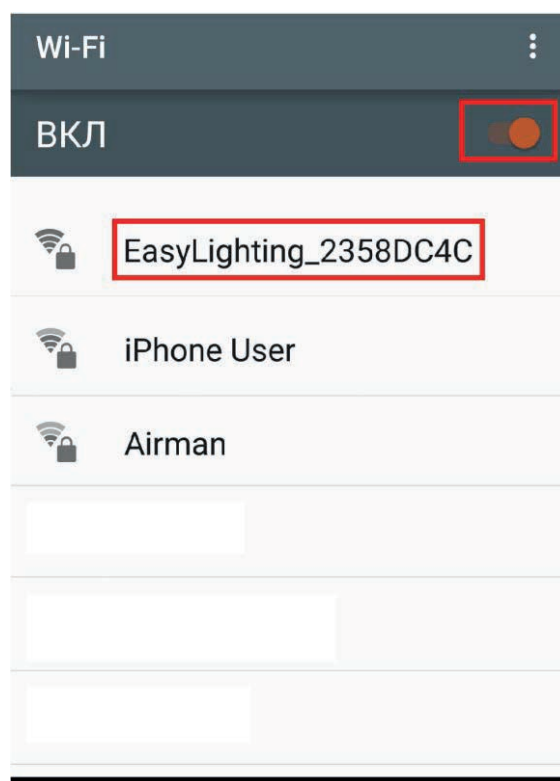 Wi-Fi
ВКЛ
EasyLighting_2358DC4C
iPhone User
Airman